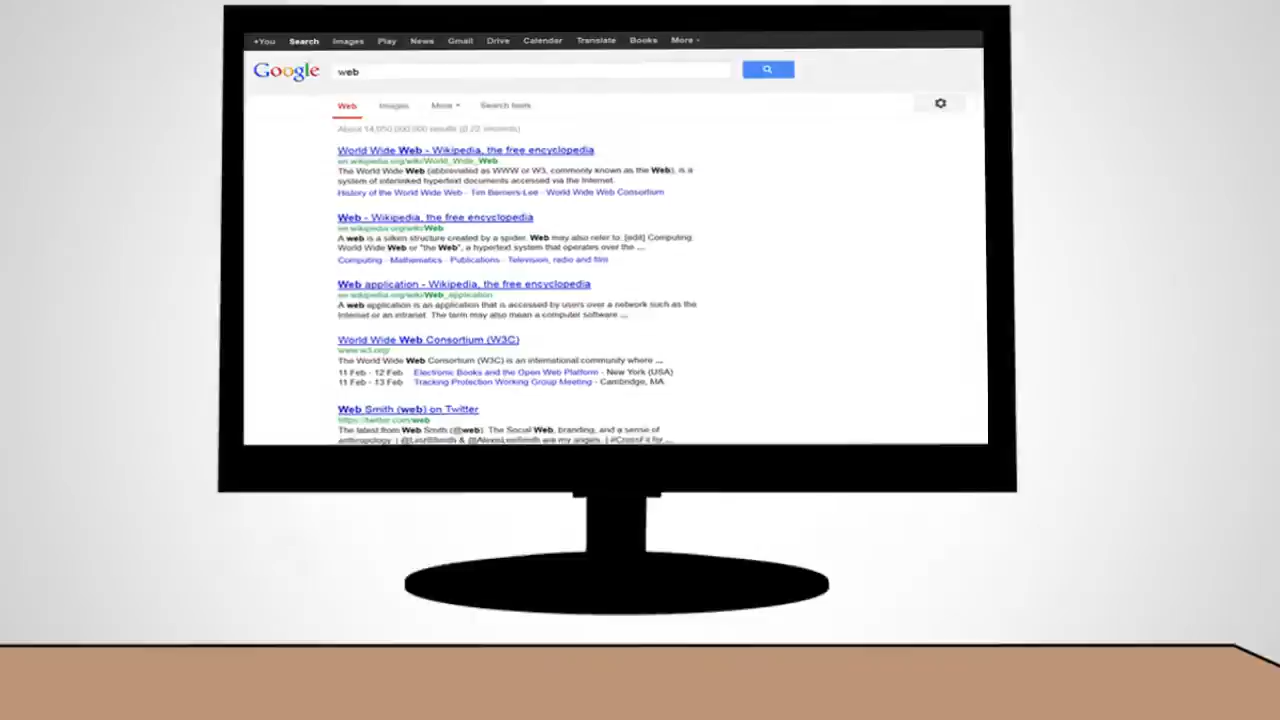 +You Search Images Play News Gmail Drive Calendar Translate Books More
Google web
Web Images More Search tools
About 14,050,000,000 results (0.22 seconds)
World Wide Web - Wikipedia, the free encyclopedia
en.wikipedia.org/wiki/World_Wide_Web
The World Wide Web (abbreviated as WWW or W3, commonly known as the Web), is a
system of interlinked hypertext documents accessed via the Internet.
History of the World Wide Web - Tim Berners-Lee - World Wide Web Consortium
Web - Wikipedia, the free encyclopedia
en.wikipedia.org/wiki/Web
A web is a silken structure created by a spider. Web may also refer to: [edit] Computing
World Wide Web or "the Web", a hypertext system that operates over the ...
Computing - Mathematics - Publications - Television, radio and film
Web application - Wikipedia, the free encyclopedia
en.wikipedia.org/wiki/Web_application
A web application is an application that is accessed by users over a network such as the
Internet or an intranet. The term may also mean a computer software ...
World Wide Web Consortium (W3C)
www.w3.org/
The World Wide Web Consortium (W3C) is an international community where ...
11 Feb - 12 Feb Electronic Books and the Open Web Platform - New York (USA)
11 Feb - 13 Feb Tracking Protection Working Group Meeting - Cambridge, MA
Web Smith (web) on Twitter
https://twitter.com/web
The latest from Web Smith (@web). The Social Web, branding, and a sense of
anthropology. | & are my angels. |